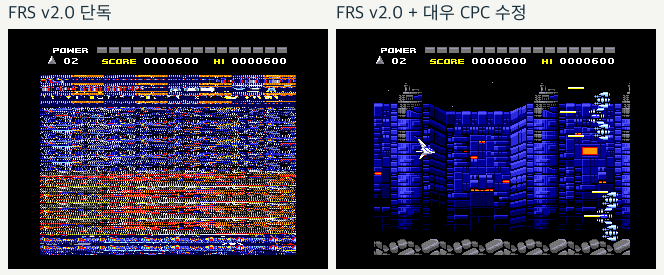 FRS v2.0 단독
FRS v2.0 + 대우 CPC 수정
POWER
02 SCORE 0000600 HI 0000600
POWER
02 SCORE 0000600 HI 0000600